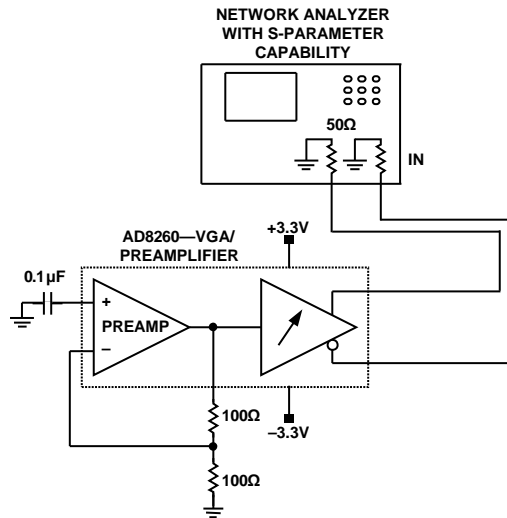 NETWORK ANALYZER
WITH S-PARAMETER
CAPABILITY
50Ω
IN
+3.3V
AD8260—VGA/
PREAMPLIFIER
0.1µF
+
PREAMP
–
100Ω
–3.3V
100Ω